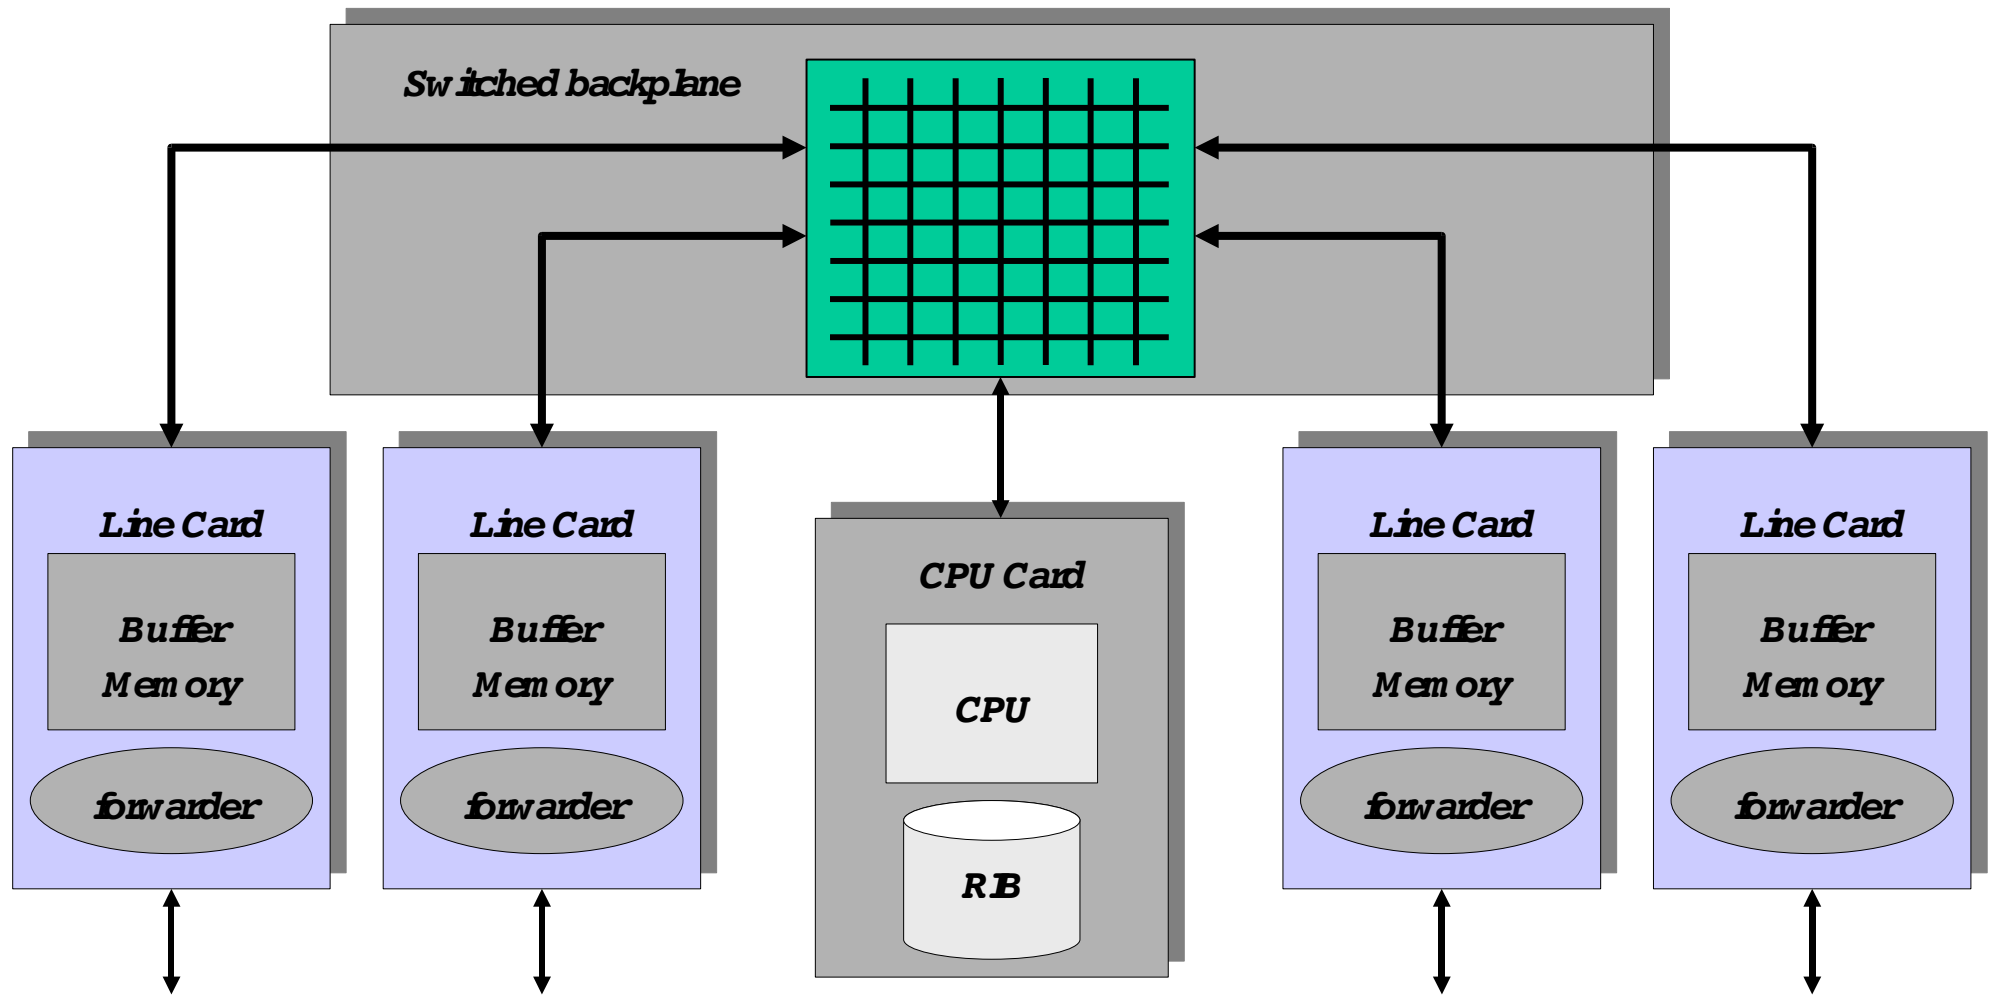 Switched backplane
Line Card
Buffer
Memory
forwarder
Line Card
Buffer
Memory
forwarder
CPU Card
CPU
RIB
Line Card
Buffer
Memory
forwarder
Line Card
Buffer
Memory
forwarder